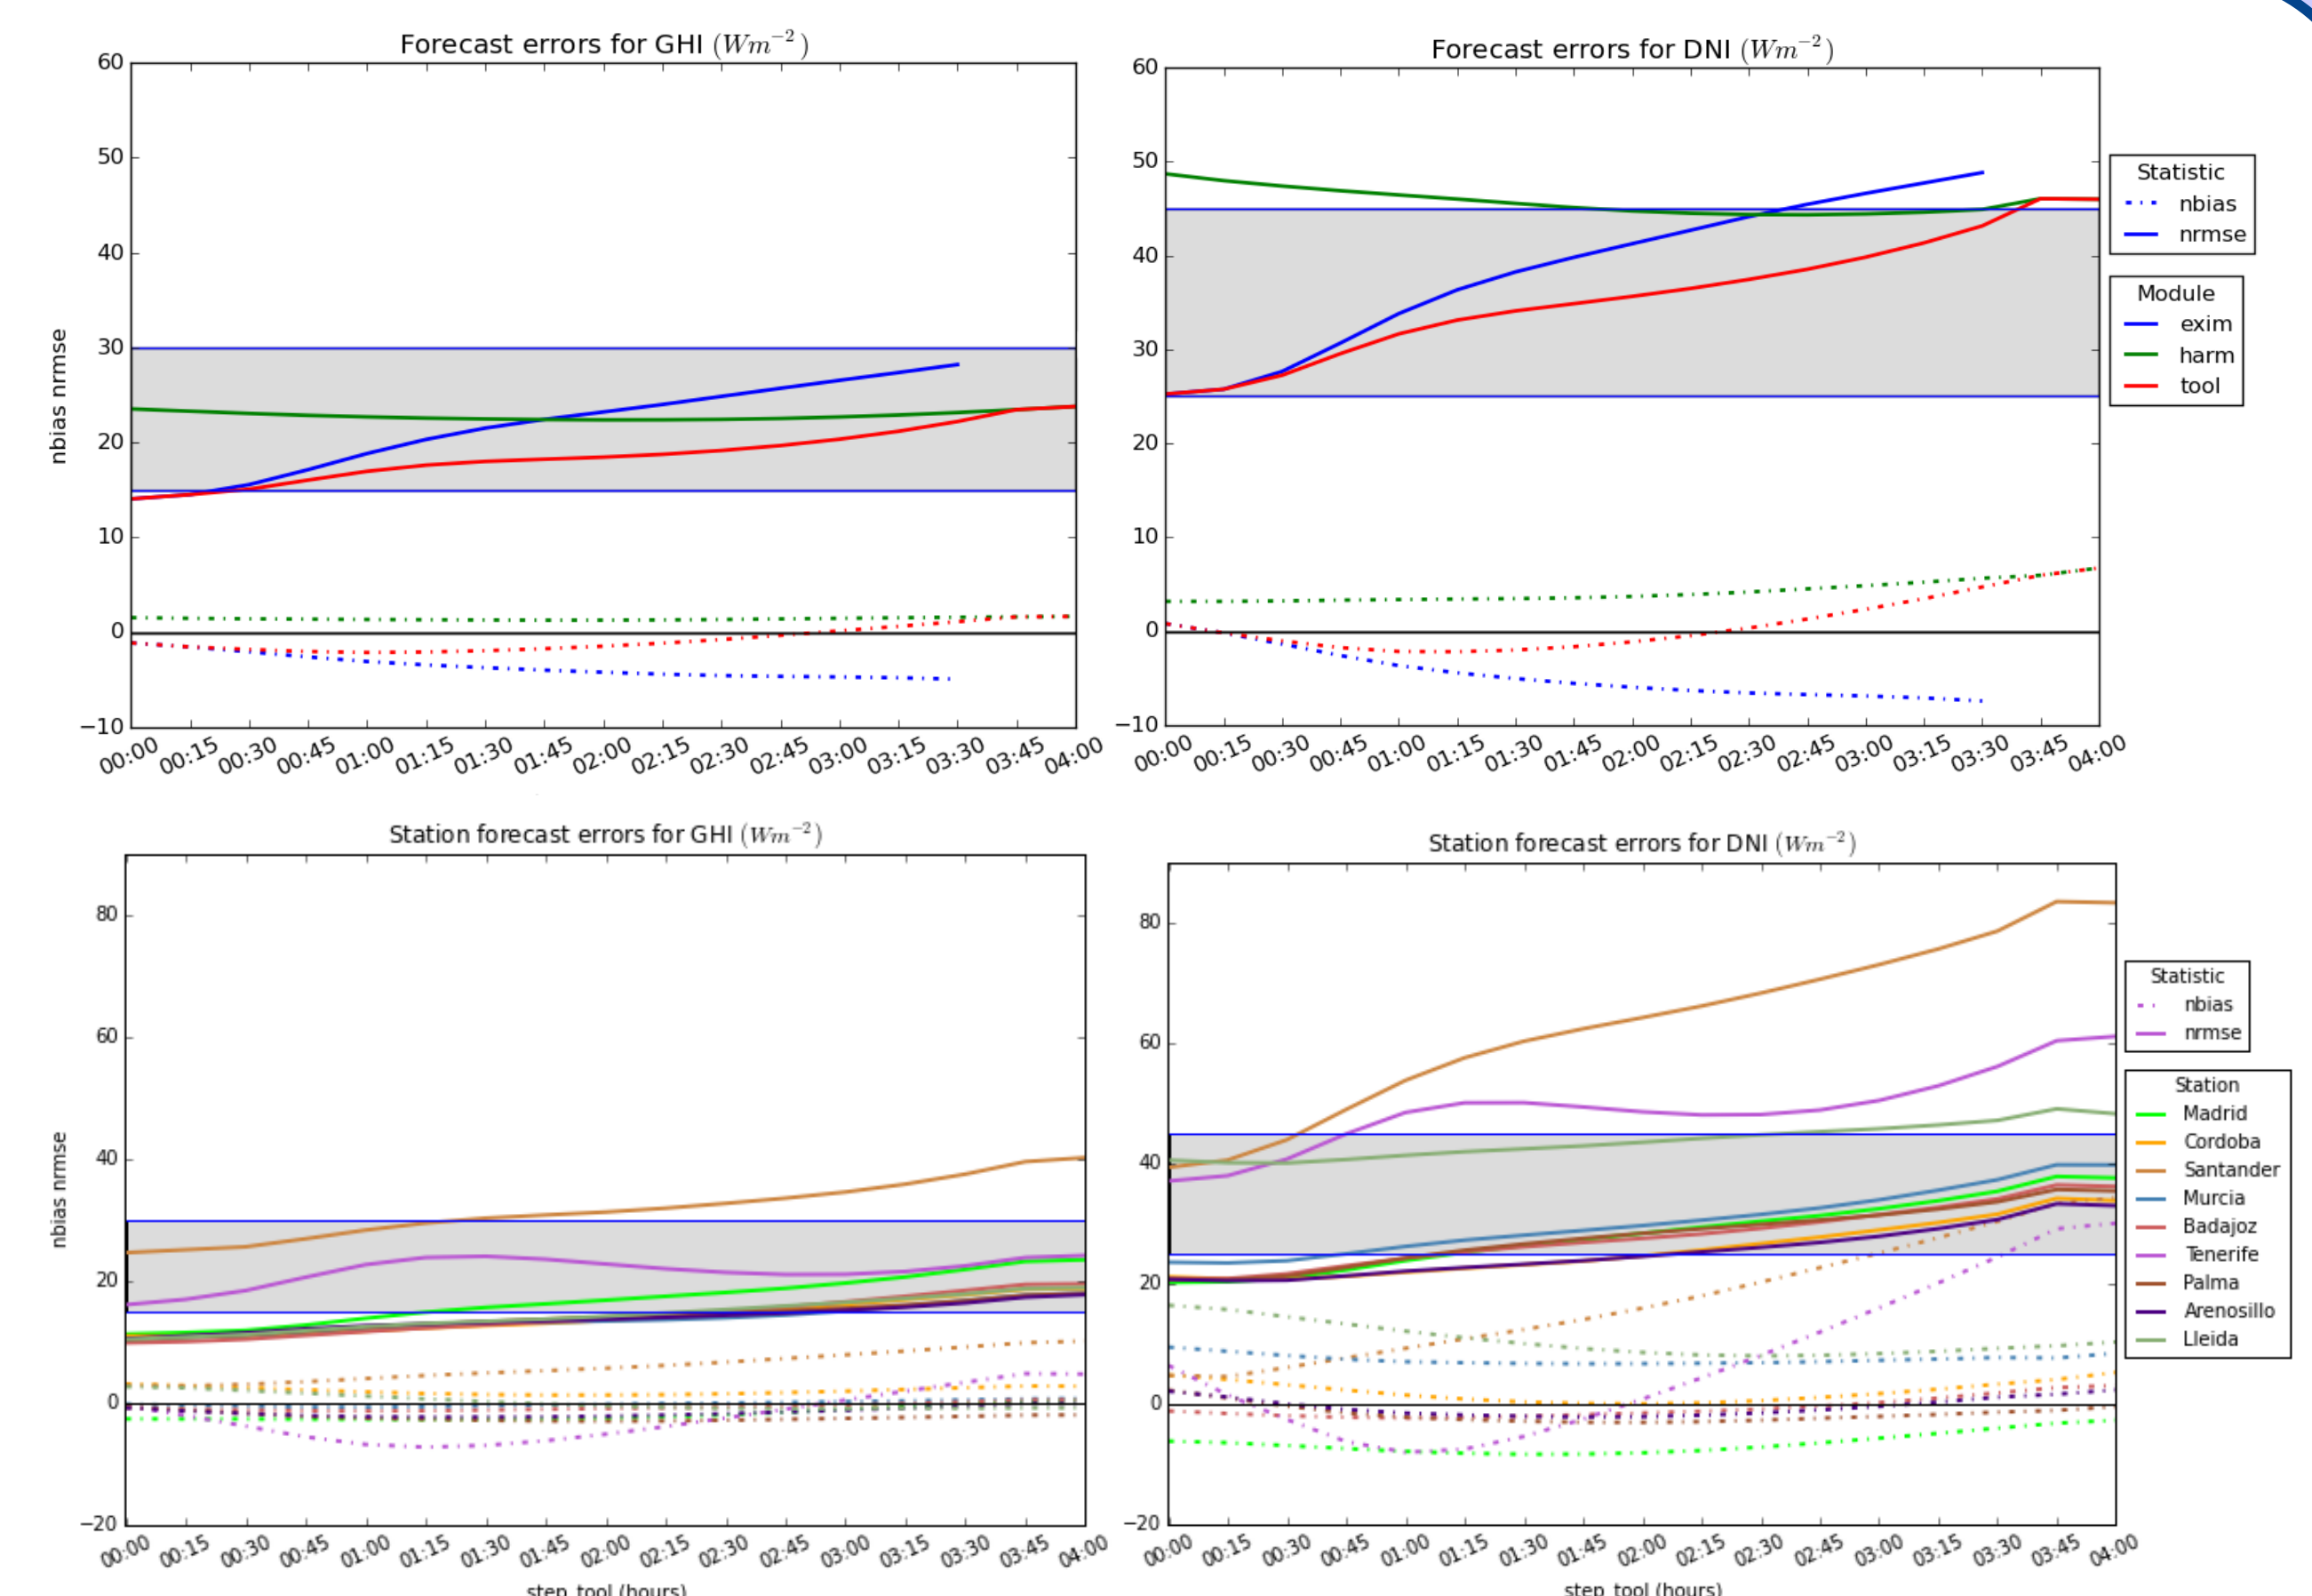 Forecast errors for GHI (Wm⁻²)
60
50
40
30
20
10
0
−10
nbias nrmse
00:00 00:15 00:30 00:45 01:00 01:15 01:30 01:45 02:00 02:15 02:30 02:45 03:00 03:15 03:30 03:45 04:00
Forecast errors for DNI (Wm⁻²)
60
50
40
30
20
10
0
−10
00:00 00:15 00:30 00:45 01:00 01:15 01:30 01:45 02:00 02:15 02:30 02:45 03:00 03:15 03:30 03:45 04:00
Statistic
nbias
nrmse
Module
exim
harm
tool
Station forecast errors for GHI (Wm⁻²)
80
60
40
20
0
−20
nbias nrmse
00:00 00:15 00:30 00:45 01:00 01:15 01:30 01:45 02:00 02:15 02:30 02:45 03:00 03:15 03:30 03:45 04:00
step_tool (hours)
Station forecast errors for DNI (Wm⁻²)
80
60
40
20
0
−20
00:00 00:15 00:30 00:45 01:00 01:15 01:30 01:45 02:00 02:15 02:30 02:45 03:00 03:15 03:30 03:45 04:00
step_tool (hours)
Statistic
nbias
nrmse
Station
Madrid
Cordoba
Santander
Murcia
Badajoz
Tenerife
Palma
Arenosillo
Lleida